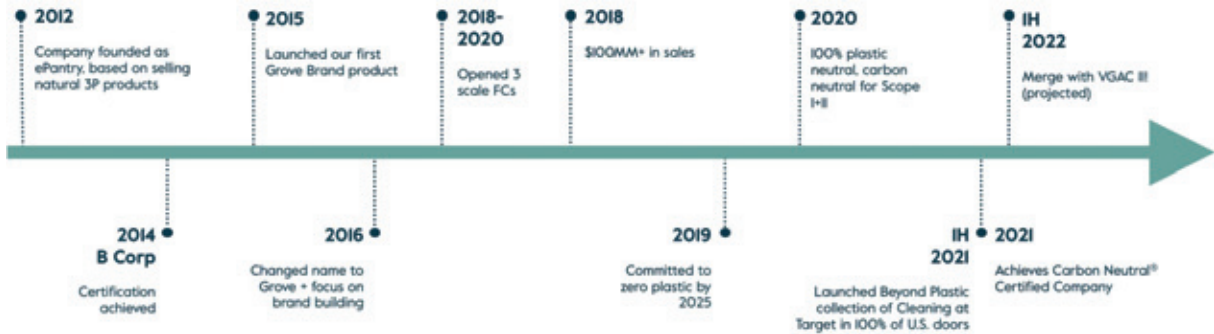 2012
Company founded as
ePantry, based on selling
natural 3P products
2015
Launched our first
Grove Brand product
2018-
2020
Opened 3
scale FCs
2018
$100MM+ in sales
2020
100% plastic
neutral, carbon
neutral for Scope
I+II
IH
2022
Merge with VGAC II!
(projected)
2014
B Corp
Certification
achieved
2016
Changed name to
Grove + focus on
brand building
2019
Committed to
zero plastic by
2025
IH
2021
Launched Beyond Plastic
collection of Cleaning at
Target in 100% of U.S. doors
2021
Achieves Carbon Neutral®
Certified Company